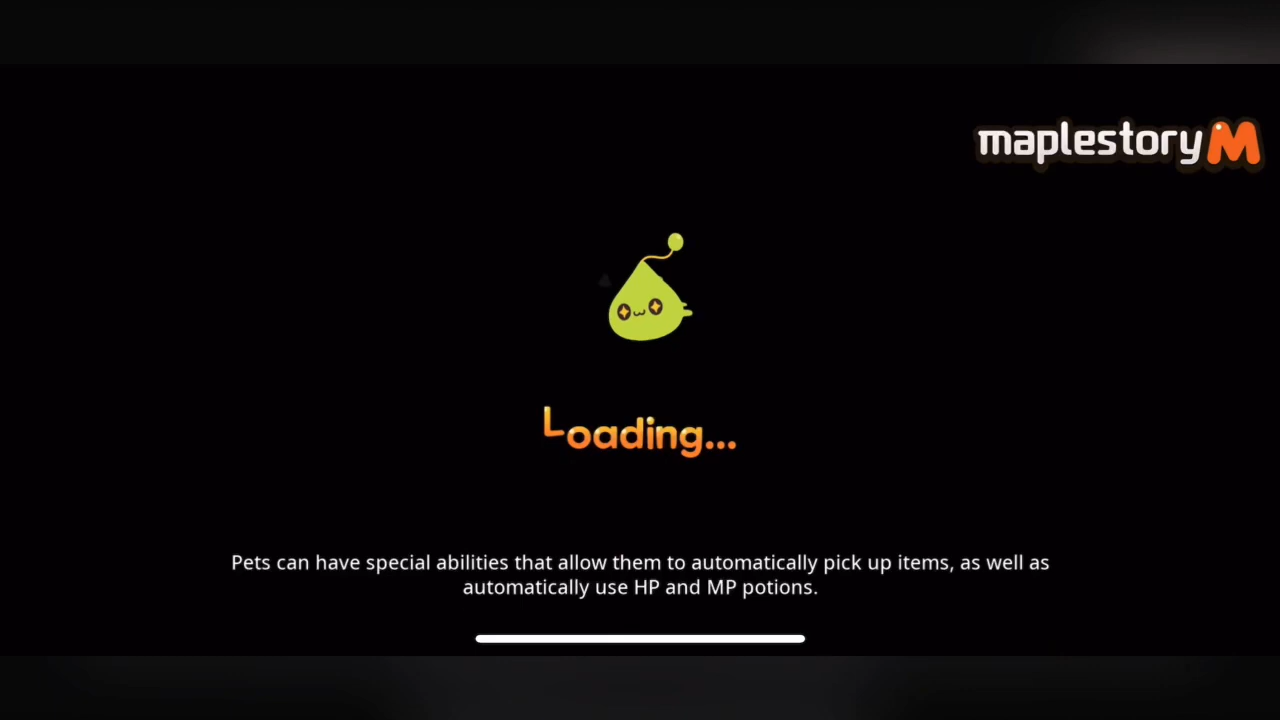 maplestory M
Loading...
Pets can have special abilities that allow them to automatically pick up items, as well as
automatically use HP and MP potions.